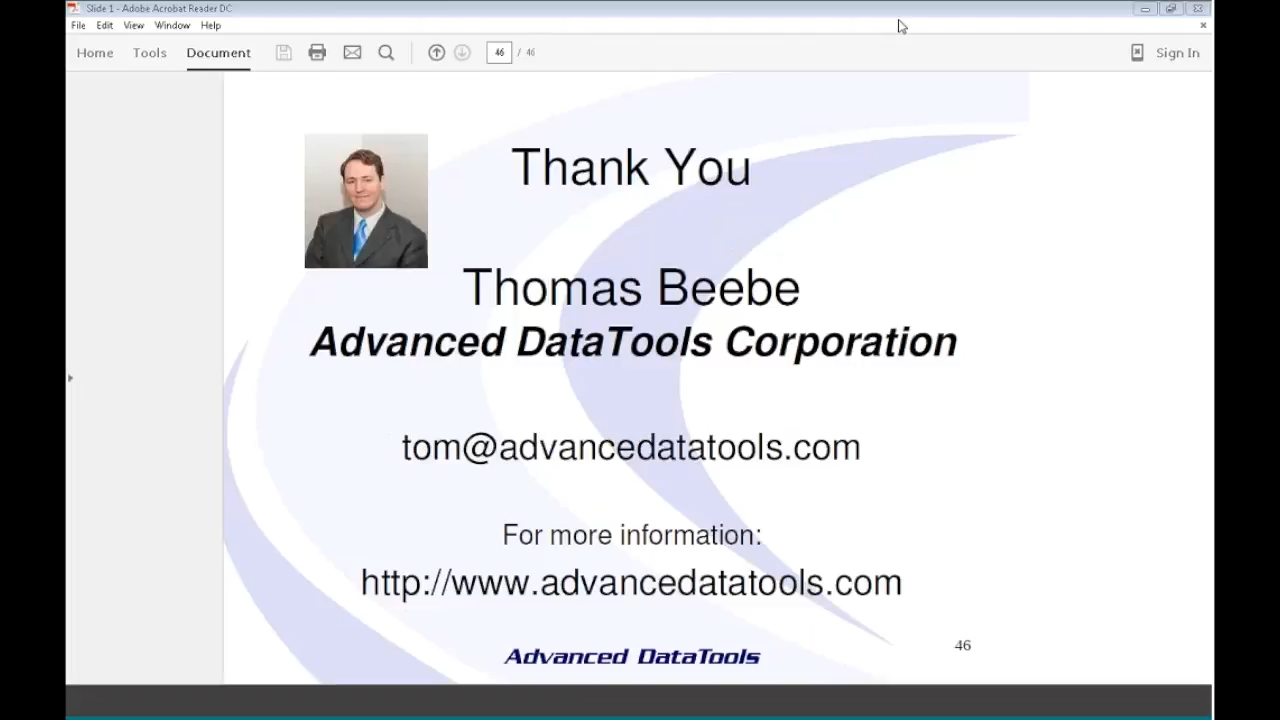 Slide 1 - Adobe Acrobat Reader DC
File Edit View Window Help
Home Tools Document 46 / 46 Sign In
Thank You
Thomas Beebe
Advanced DataTools Corporation
tom@advancedatatools.com
For more information:
http://www.advancedatatools.com
46
Advanced DataTools